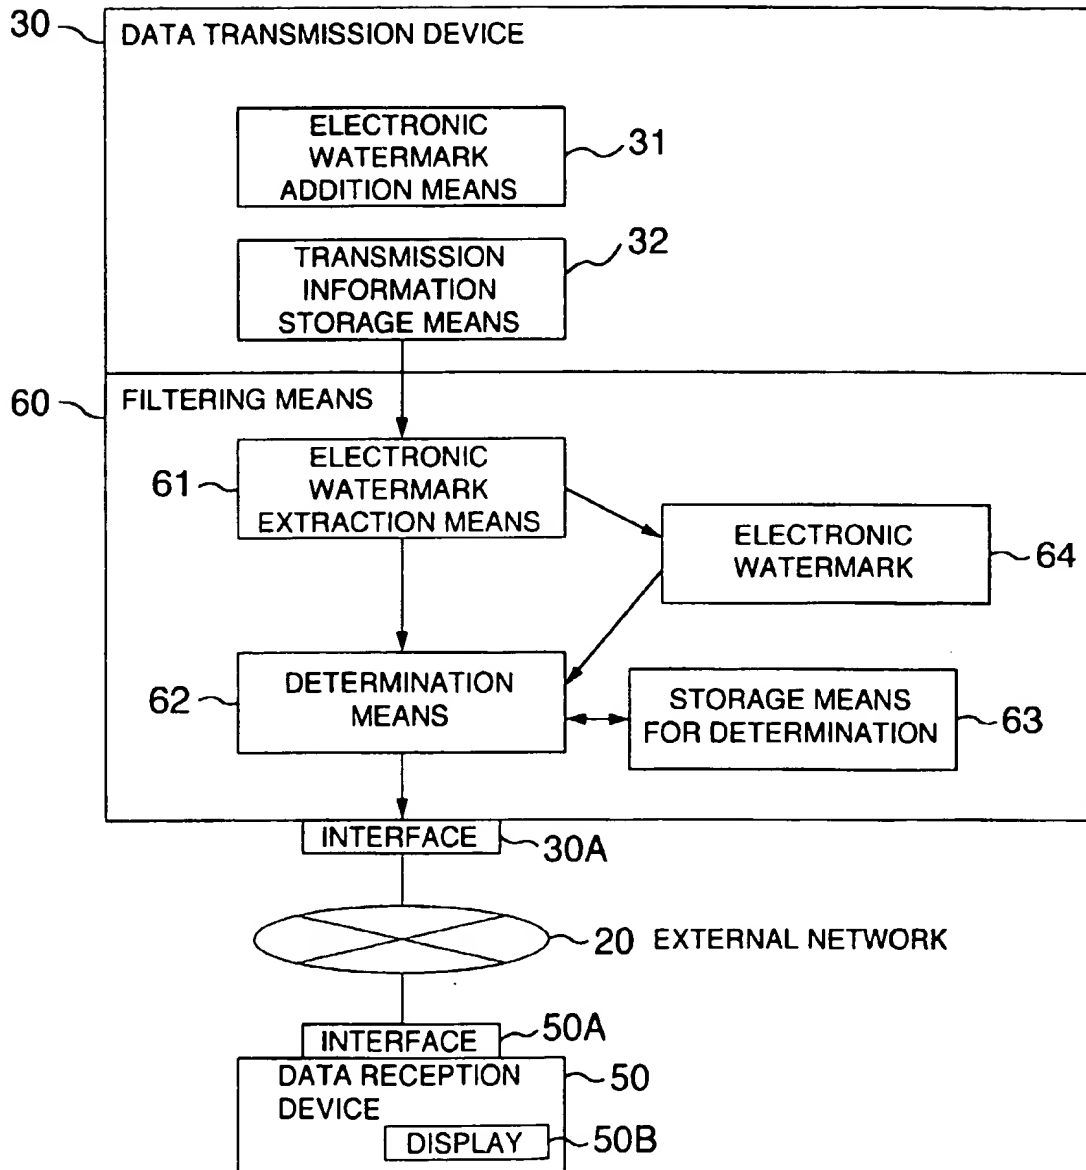 30
DATA TRANSMISSION DEVICE
ELECTRONIC
WATERMARK
ADDITION MEANS
31
TRANSMISSION
INFORMATION
STORAGE MEANS
32
60
FILTERING MEANS
61
ELECTRONIC
WATERMARK
EXTRACTION MEANS
ELECTRONIC
WATERMARK
64
62
DETERMINATION
MEANS
STORAGE MEANS
FOR DETERMINATION
63
INTERFACE
30A
20 EXTERNAL NETWORK
INTERFACE
50A
DATA RECEPTION
DEVICE
50
DISPLAY
50B